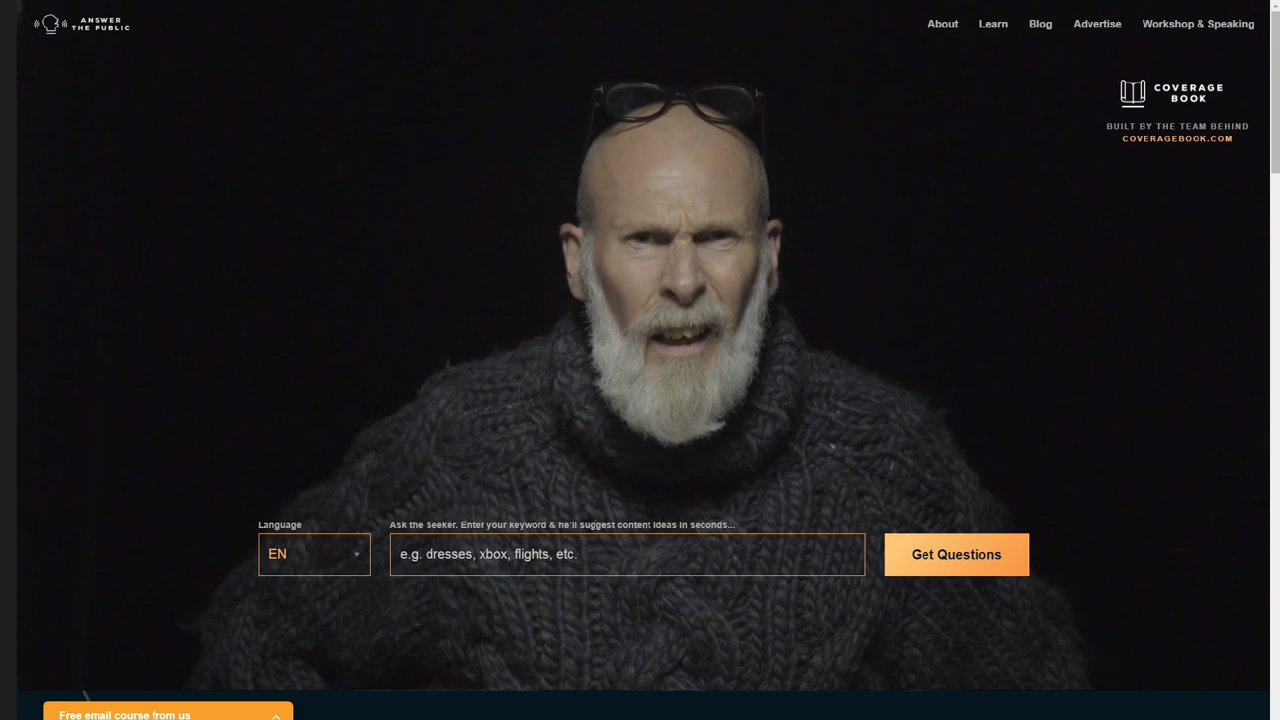 ANSWER
THE PUBLIC
About Learn Blog Advertise Workshop & Speaking
COVERAGE
BOOK
BUILT BY THE TEAM BEHIND
COVERAGEBOOK.COM
Language
Ask the Seeker. Enter your keyword & he'll suggest content ideas in seconds...
EN
e.g. dresses, xbox, flights, etc.
Get Questions
Free email course from us